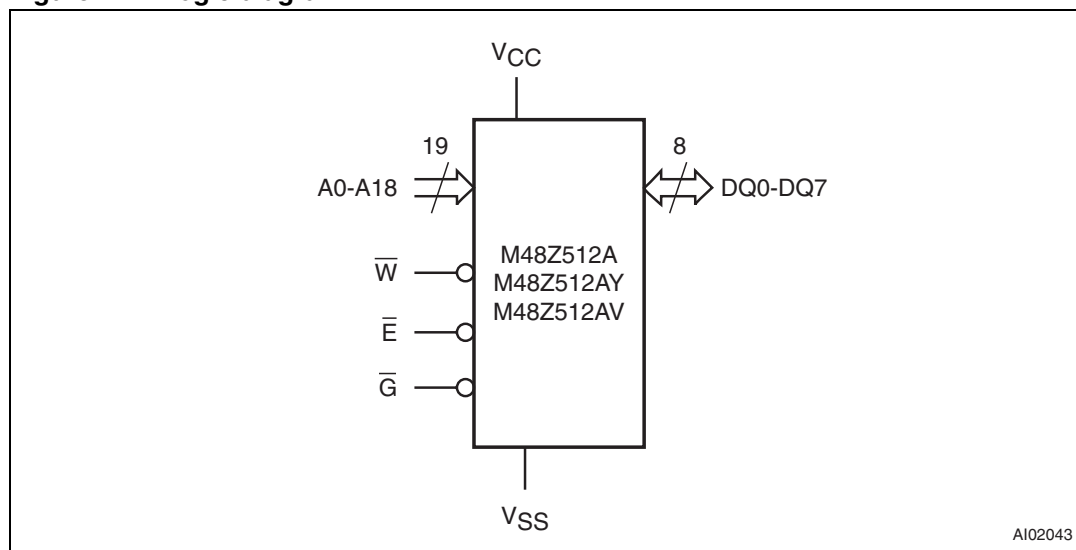 VCC
19
8
A0-A18
DQ0-DQ7
M48Z512A
M48Z512AY
M48Z512AV
W̅
E̅
G̅
VSS
AI02043